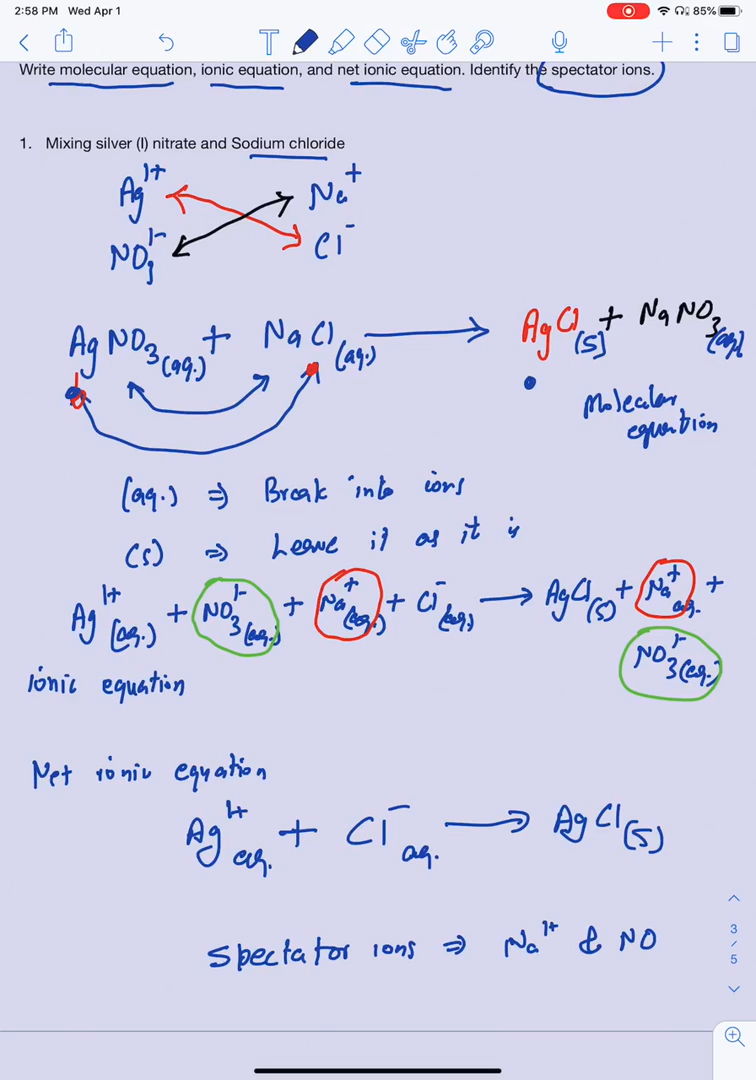 2:58 PM Wed Apr 1 85%
T
Write molecular equation, ionic equation, and net ionic equation. Identify the spectator ions.
1. Mixing silver (I) nitrate and Sodium chloride
Ag¹⁺ Na⁺
NO₃¹⁻ Cl⁻
AgNO₃(aq.) + NaCl(aq.) → AgCl(s) + NaNO₃(aq)
Molecular
equation
(aq.) ⇒ Break into ions
(s) ⇒ Leave it as it is
Ag¹⁺(aq.) + NO₃¹⁻(aq.) + Na⁺(aq.) + Cl⁻(aq.) → AgCl(s) + Na⁺aq. +
NO₃¹⁻(aq.)
ionic equation
Net ionic equation
Ag¹⁺aq. + Cl⁻aq. → AgCl(s)
spectator ions ⇒ Na¹⁺ & NO
3
/
5